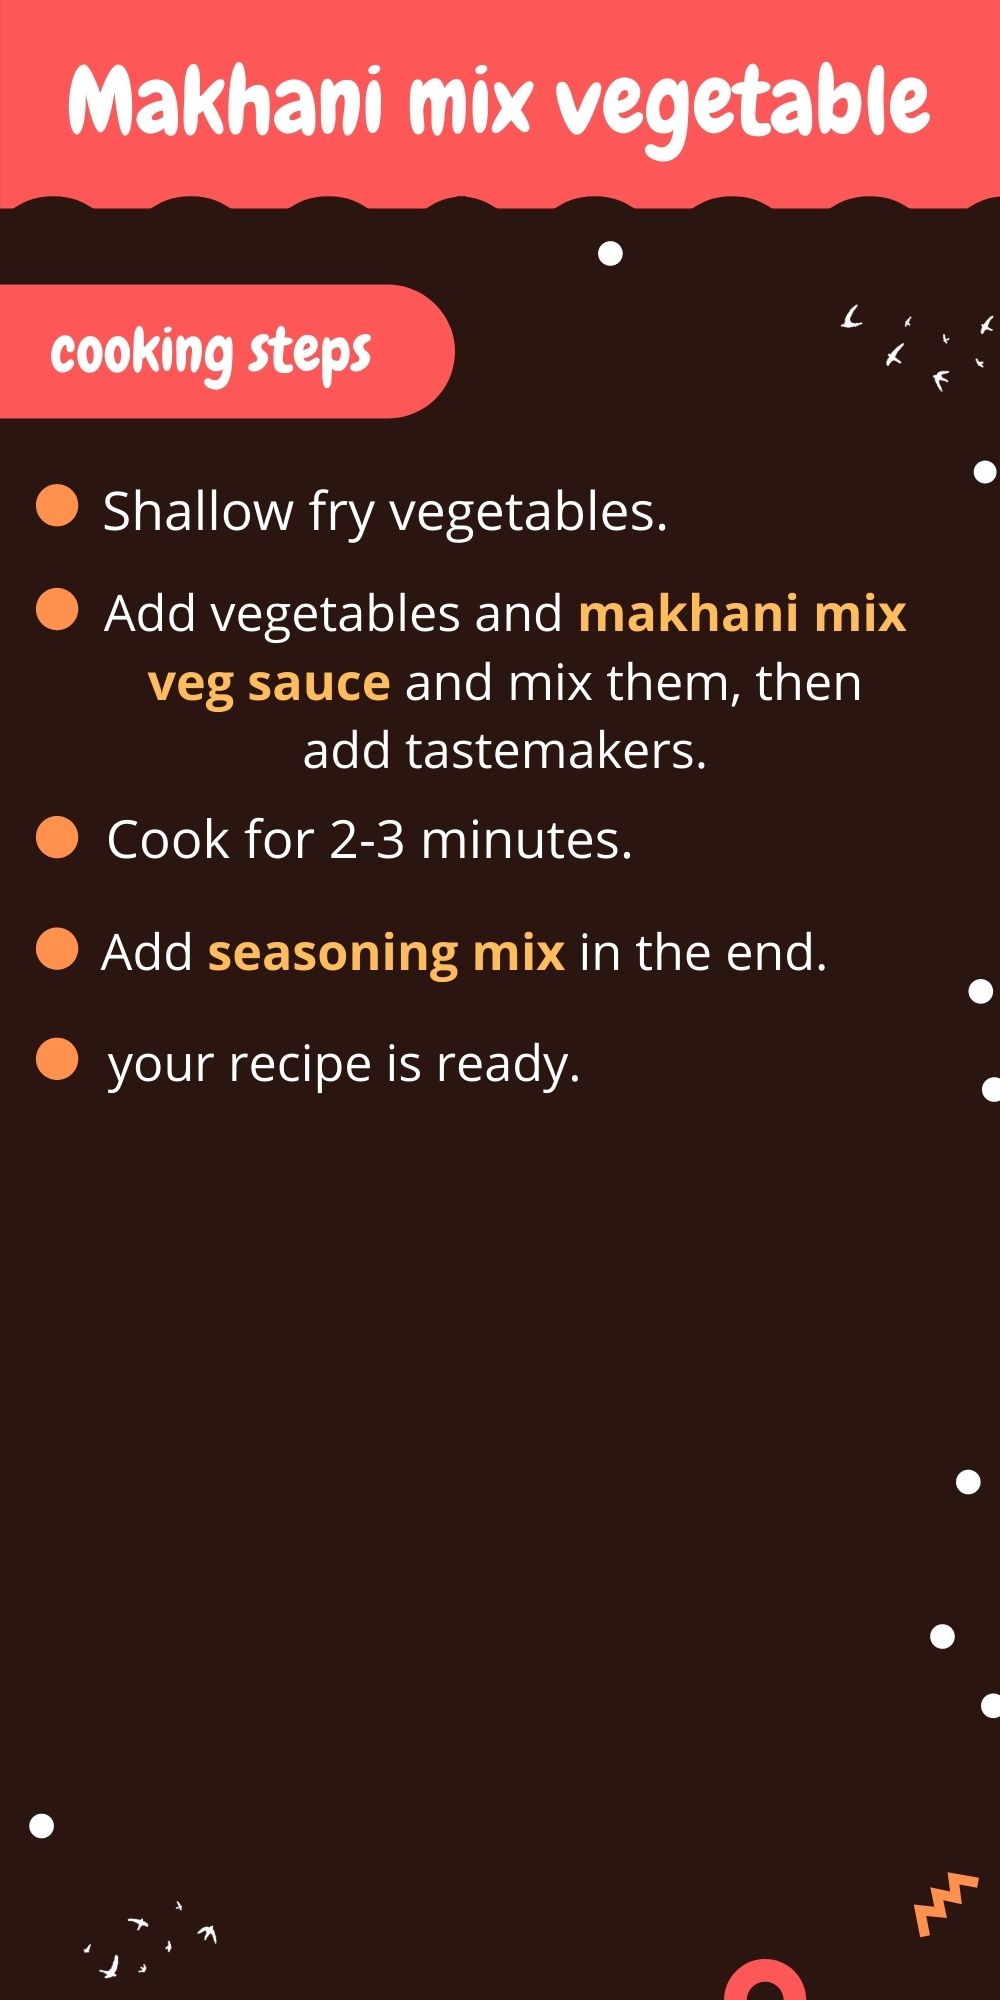 Makhani mix vegetable
cooking steps
Shallow fry vegetables.
Add vegetables and makhani mix
veg sauce and mix them, then
add tastemakers.
Cook for 2-3 minutes.
Add seasoning mix in the end.
your recipe is ready.